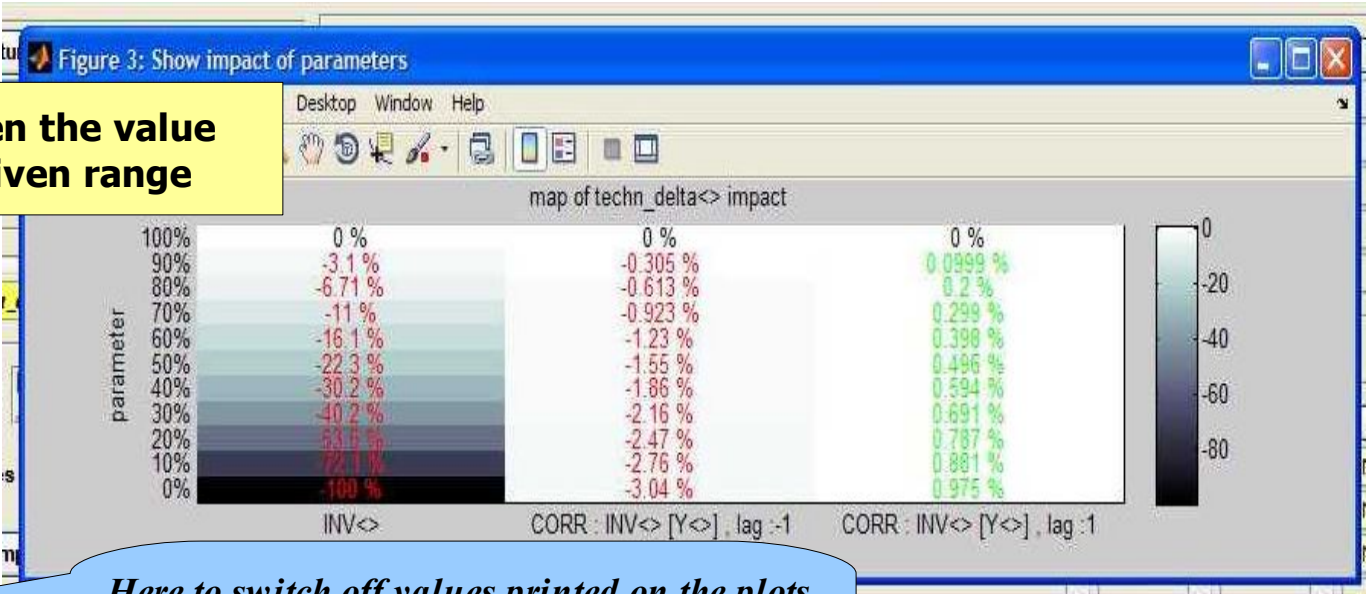 Figure 3: Show impact of parameters
Desktop Window Help
en the value
iven range
map of techn_delta<> impact
100% 0 % 0 % 0 % 0
90% -3.1 % -0.305 % 0.0999 %
80% -6.71 % -0.613 % 0.2 % -20
70% -11 % -0.923 % 0.299 %
60% -16.1 % -1.23 % 0.398 % -40
50% -22.3 % -1.55 % 0.496 %
40% -30.2 % -1.86 % 0.594 % -60
30% -40.2 % -2.16 % 0.691 %
20% -53.6 % -2.47 % 0.787 % -80
10% -72.1 % -2.76 % 0.881 %
0% -100 % -3.04 % 0.975 %
parameter
INV<> CORR : INV<> [Y<>] , lag :-1 CORR : INV<> [Y<>] , lag :1
Here to switch off values printed on the plots